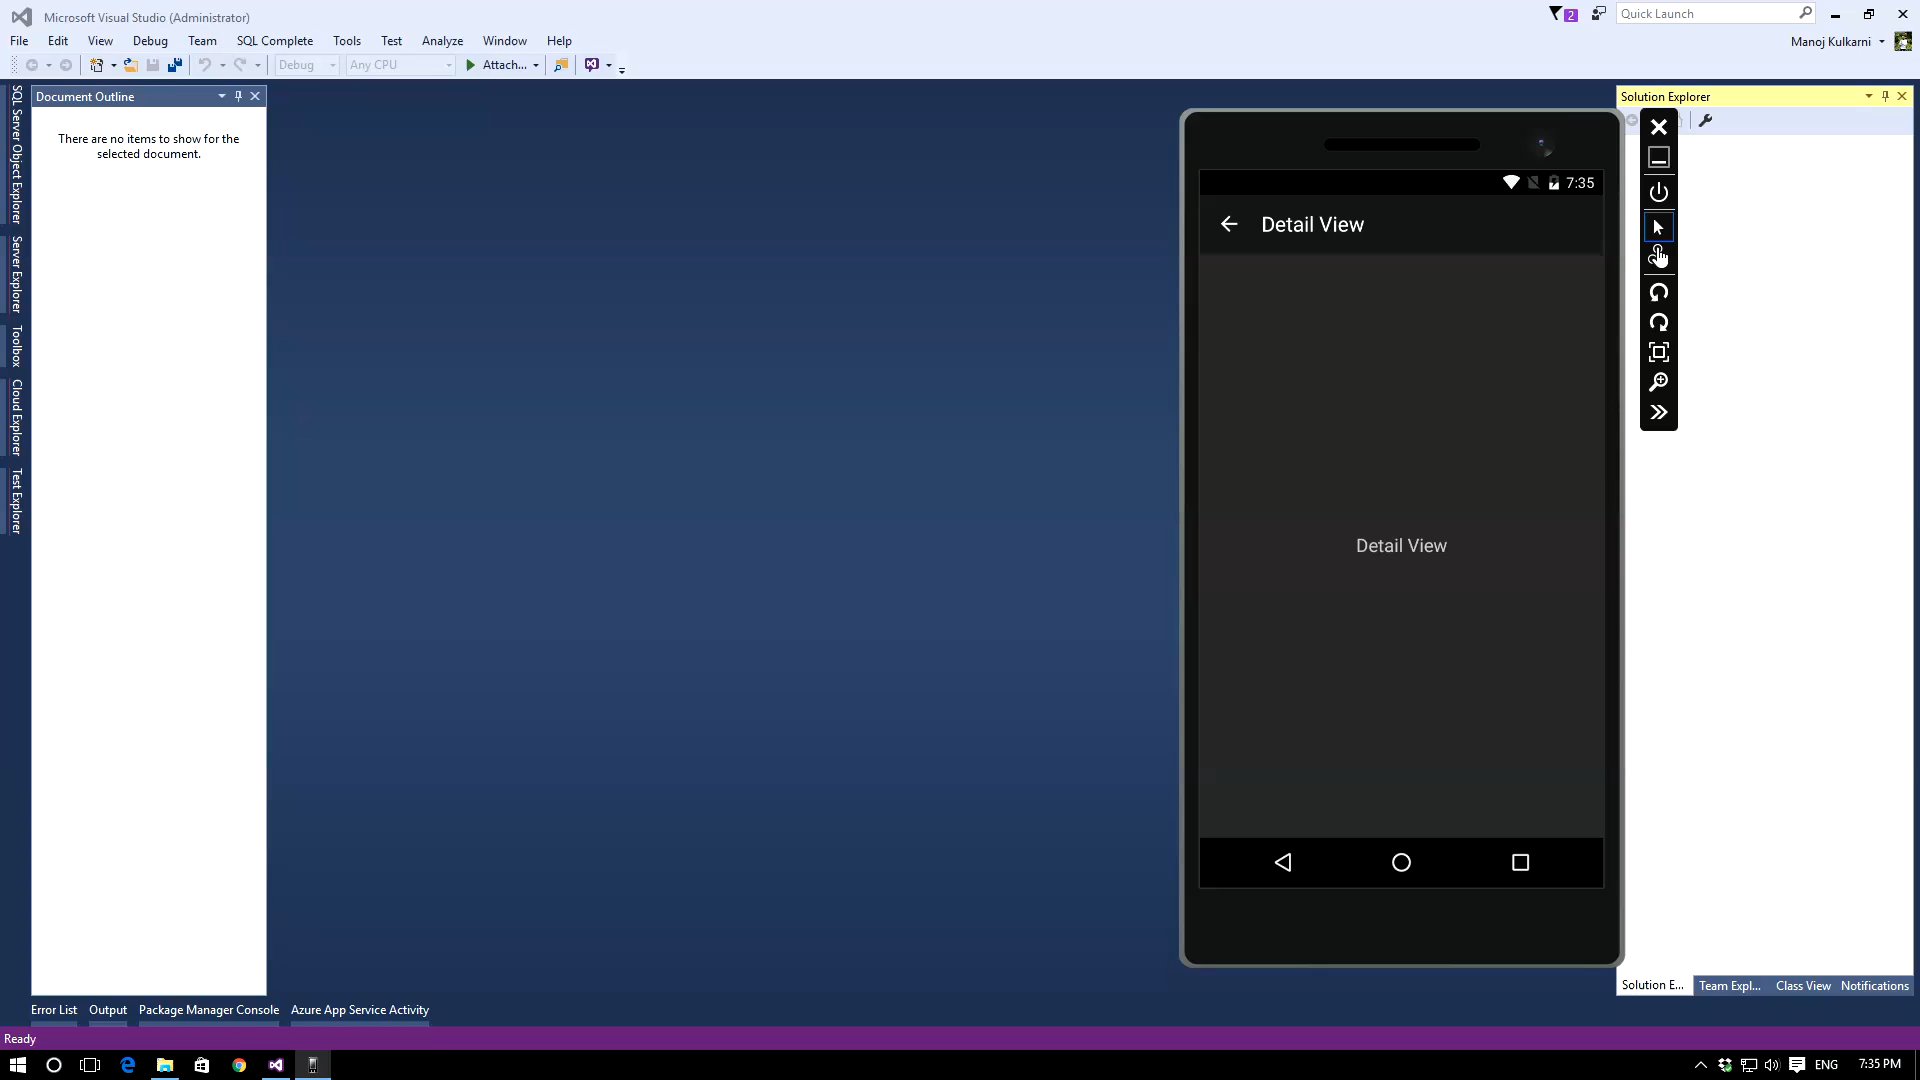 Microsoft Visual Studio (Administrator)
2
Quick Launch
File Edit View Debug Team SQL Complete Tools Test Analyze Window Help
Manoj Kulkarni
Debug Any CPU Attach...
SQL Server Object Explorer
Server Explorer
Toolbox
Cloud Explorer
Test Explorer
Document Outline
There are no items to show for the
selected document.
7:35
Detail View
Detail View
Solution Explorer
Solution E... Team Expl... Class View Notifications
Error List Output Package Manager Console Azure App Service Activity
Ready
ENG 7:35 PM